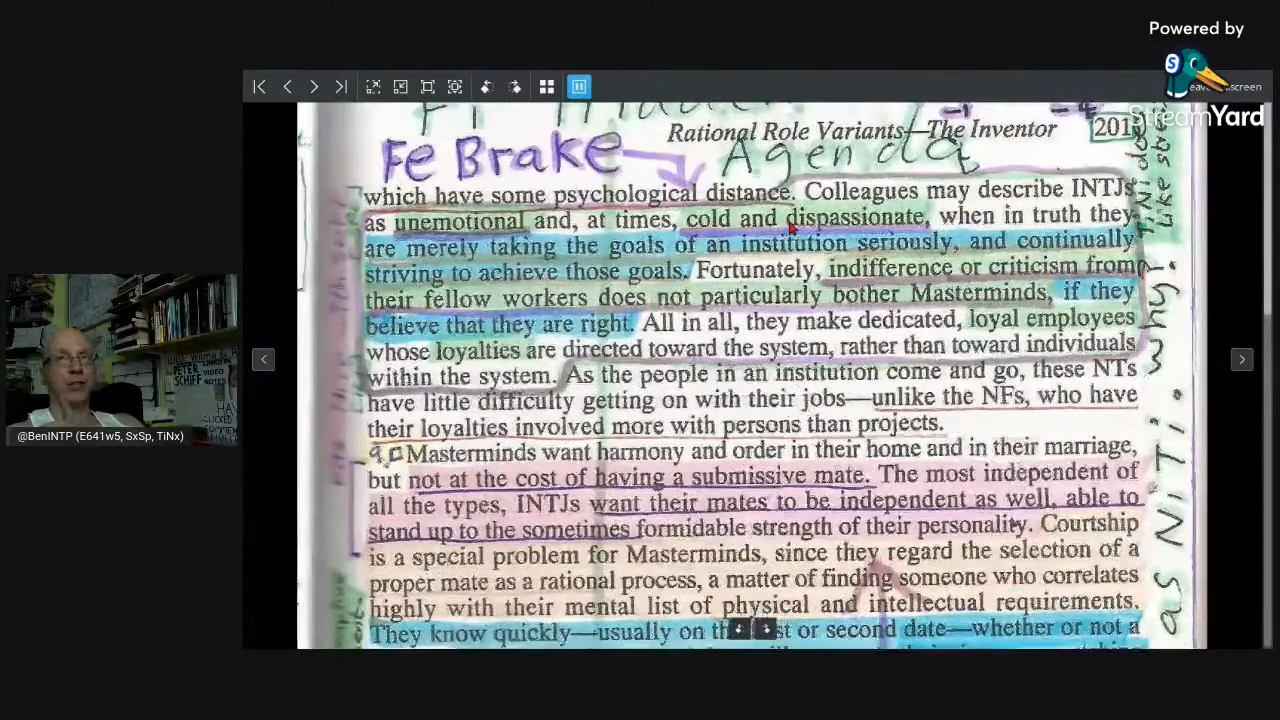 Powered by
StreamYard
Fe Brake
Agenda
Rational Role Variants—The Inventor 201
which have some psychological distance. Colleagues may describe INTJs
as unemotional and, at times, cold and dispassionate, when in truth they
are merely taking the goals of an institution seriously, and continually
striving to achieve those goals. Fortunately, indifference or criticism from
their fellow workers does not particularly bother Masterminds, if they
believe that they are right. All in all, they make dedicated, loyal employees
whose loyalties are directed toward the system, rather than toward individuals
within the system. As the people in an institution come and go, these NTs
have little difficulty getting on with their jobs—unlike the NFs, who have
their loyalties involved more with persons than projects.
Masterminds want harmony and order in their home and in their marriage,
but not at the cost of having a submissive mate. The most independent of
all the types, INTJs want their mates to be independent as well, able to
stand up to the sometimes formidable strength of their personality. Courtship
is a special problem for Masterminds, since they regard the selection of a
proper mate as a rational process, a matter of finding someone who correlates
highly with their mental list of physical and intellectual requirements.
They know quickly—usually on th st or second date—whether or not a
as NiTi. why.
PETER
SCHIFF
VIDEO
NOTES
@BenINTP (E641w5, SxSp, TiNx)